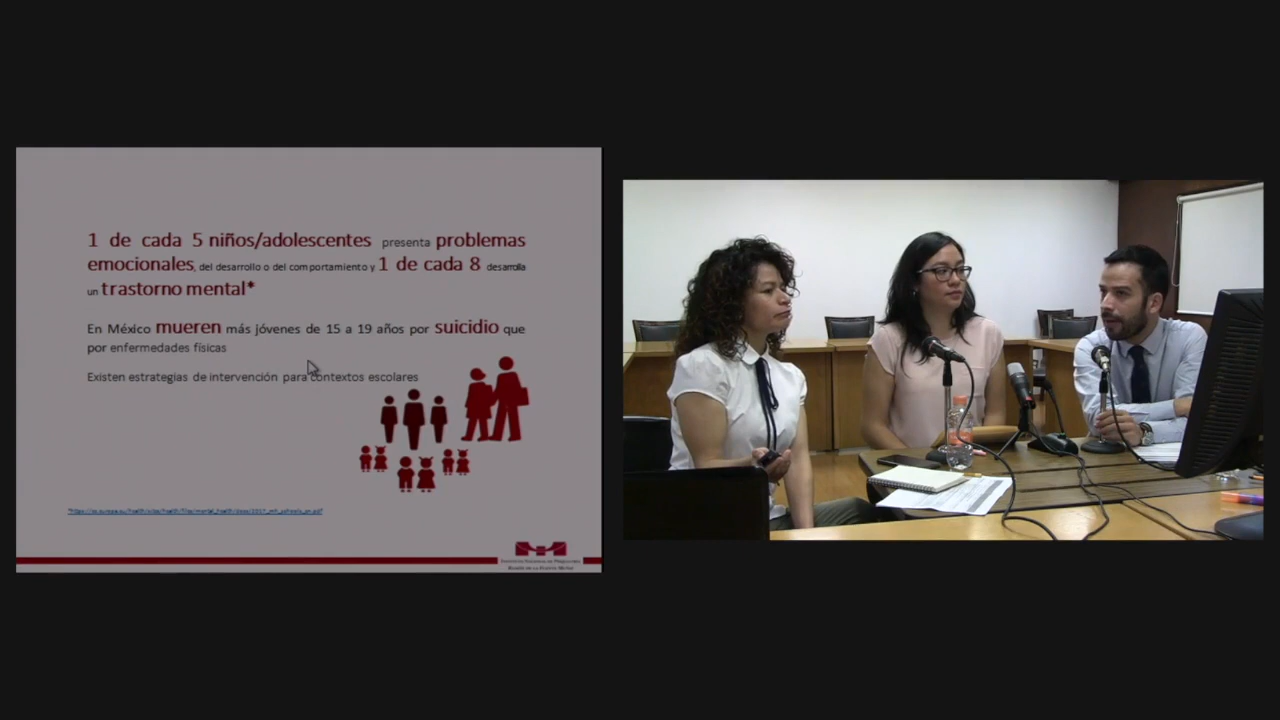 1 de cada 5 niños/adolescentes presenta problemas
emocionales, del desarrollo o del comportamiento y 1 de cada 8 desarrolla
un trastorno mental*
En México mueren más jóvenes de 15 a 19 años por suicidio que
por enfermedades físicas
Existen estrategias de intervención para contextos escolares